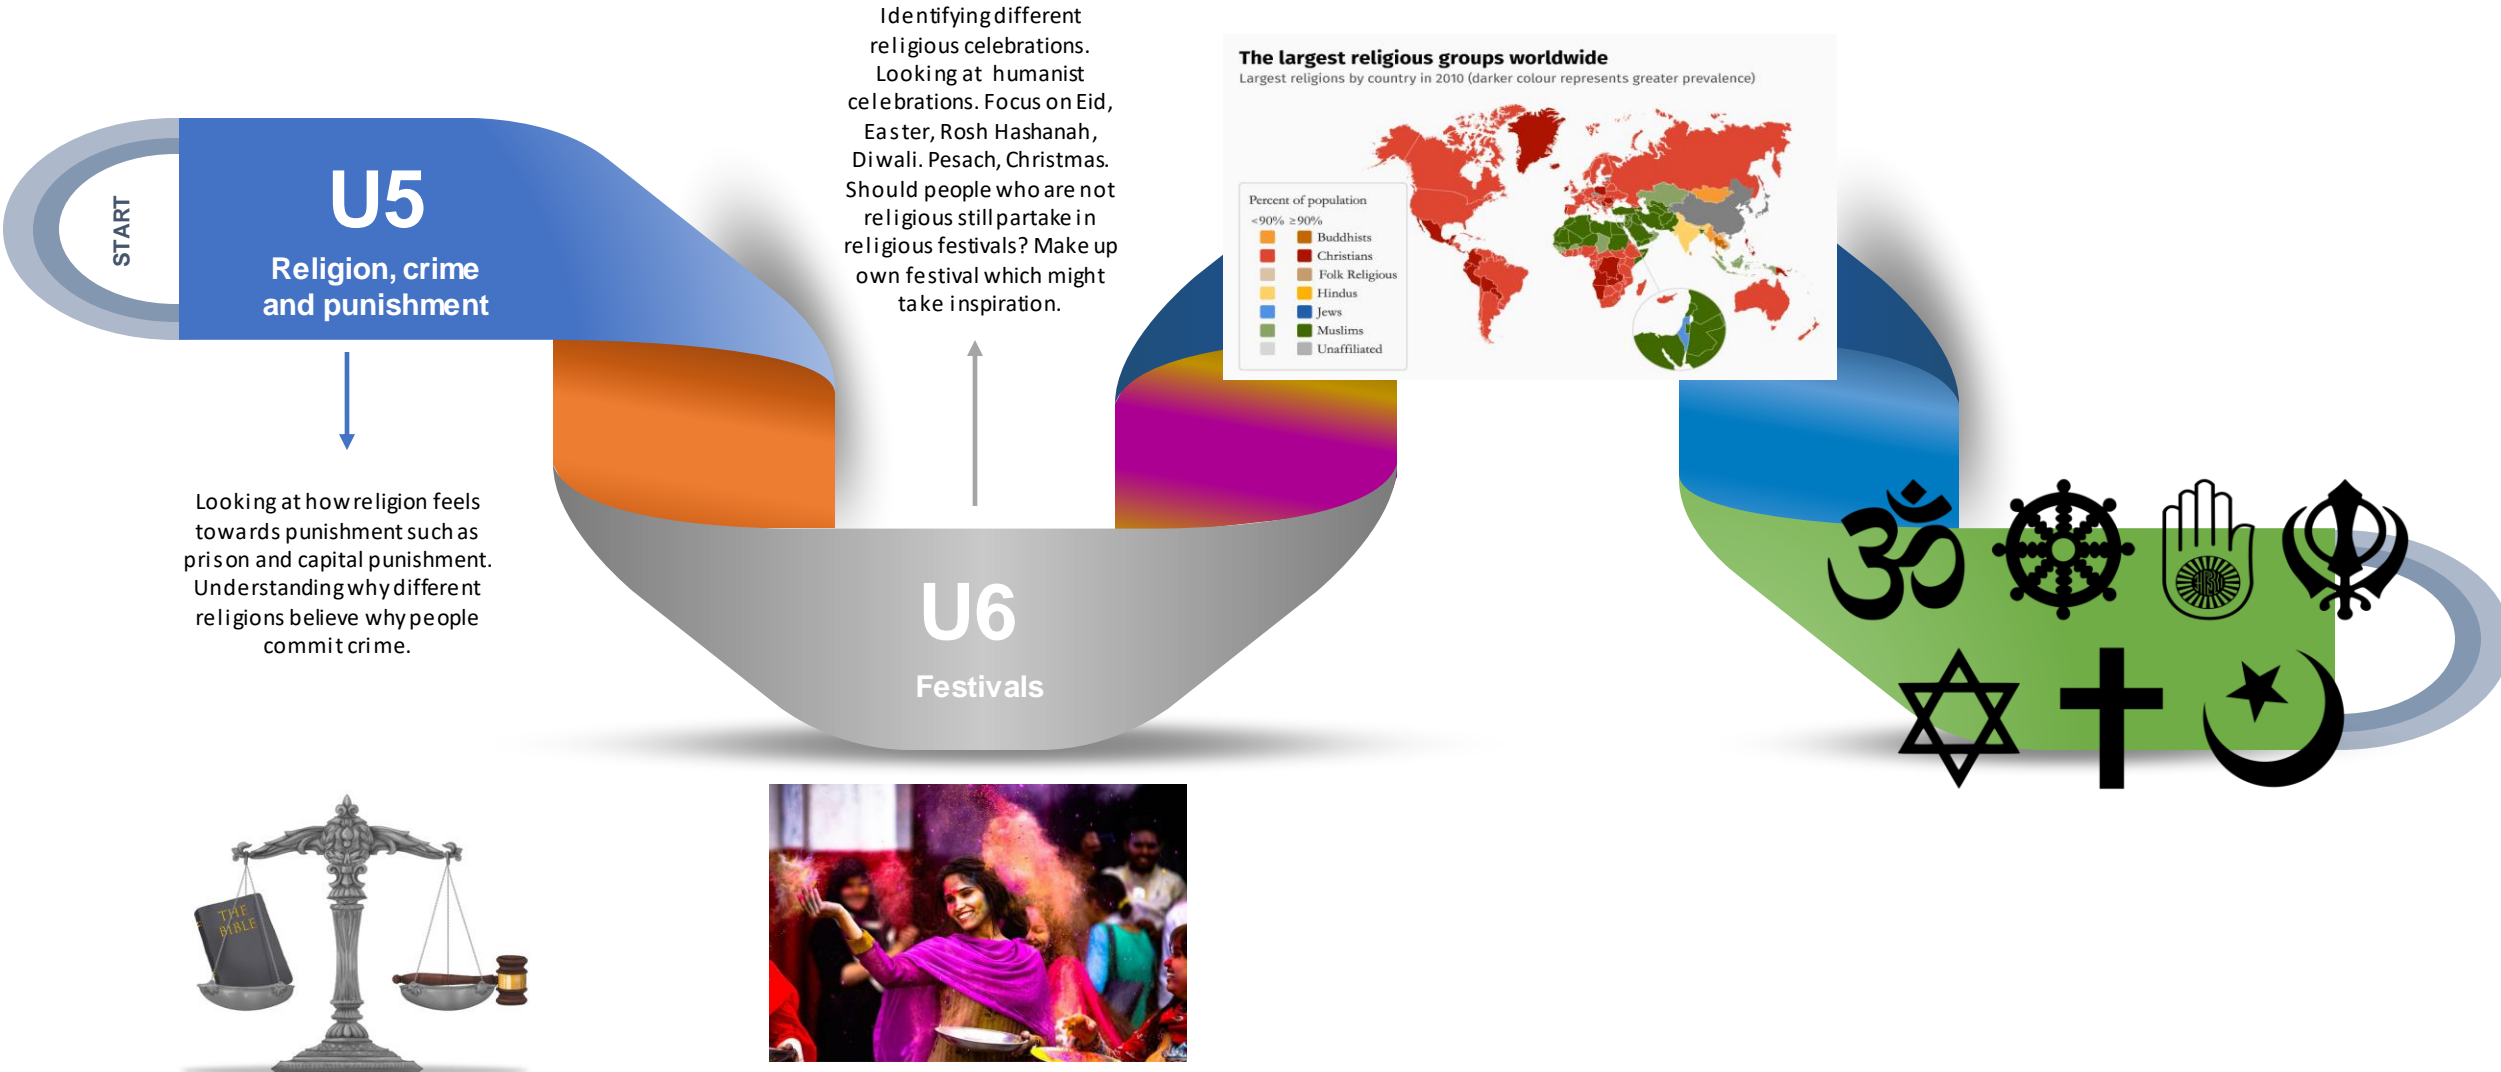 START
U5
Religion, crime
and punishment
Looking at how religion feels
towards punishment such as
prison and capital punishment.
Understanding why different
religions believe why people
commit crime.
THE
BIBLE
Identifying different
religious celebrations.
Looking at humanist
celebrations. Focus on Eid,
Easter, Rosh Hashanah,
Diwali. Pesach, Christmas.
Should people who are not
religious still partake in
religious festivals? Make up
own festival which might
take inspiration.
U6
Festivals
The largest religious groups worldwide
Largest religions by country in 2010 (darker colour represents greater prevalence)
Percent of population
<90% ≥90%
Buddhists
Christians
Folk Religious
Hindus
Jews
Muslims
Unaffiliated